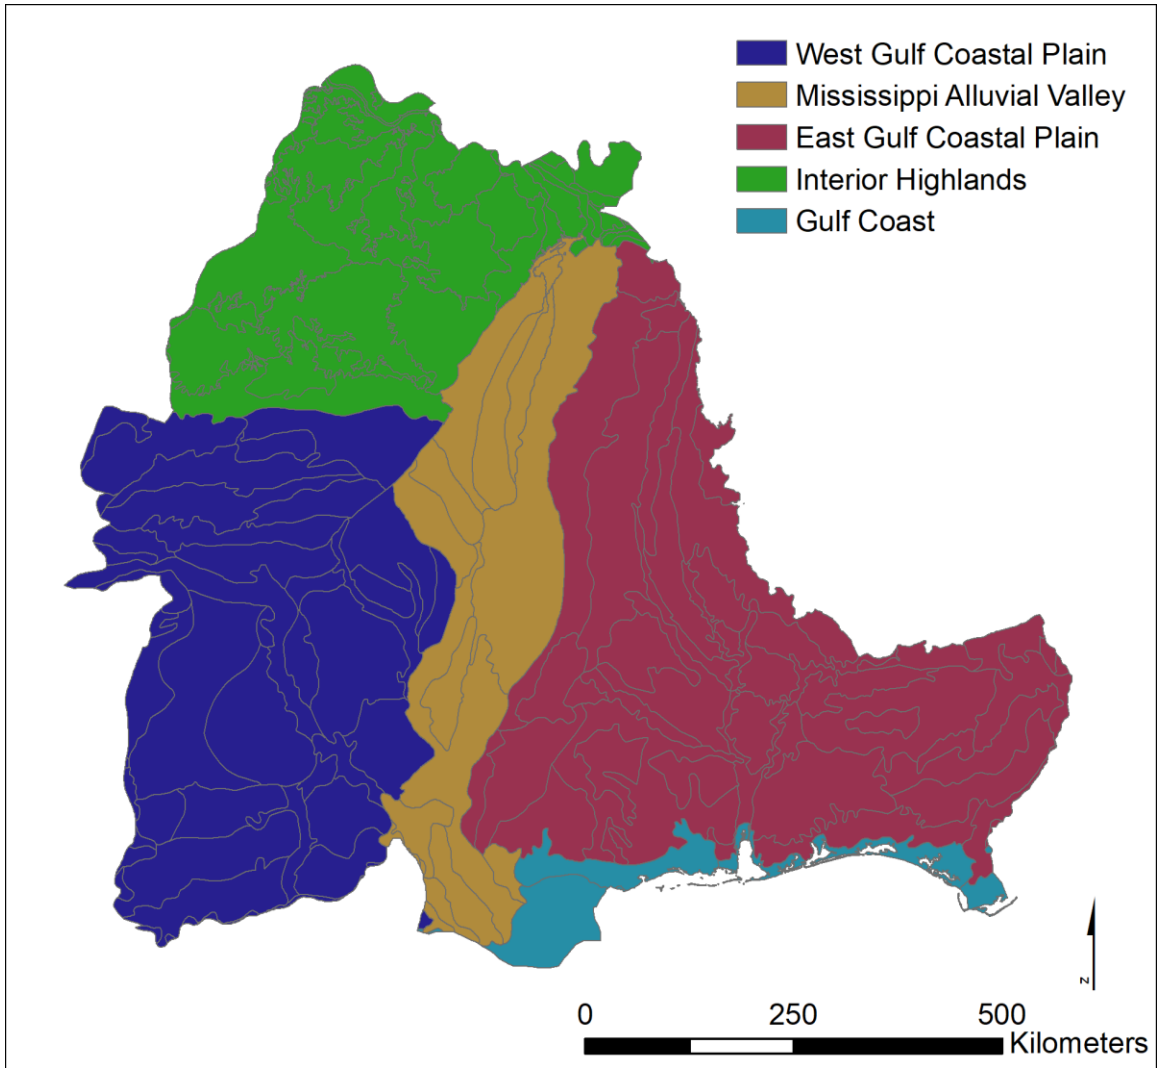 West Gulf Coastal Plain
Mississippi Alluvial Valley
East Gulf Coastal Plain
Interior Highlands
Gulf Coast
z
0 250 500
Kilometers